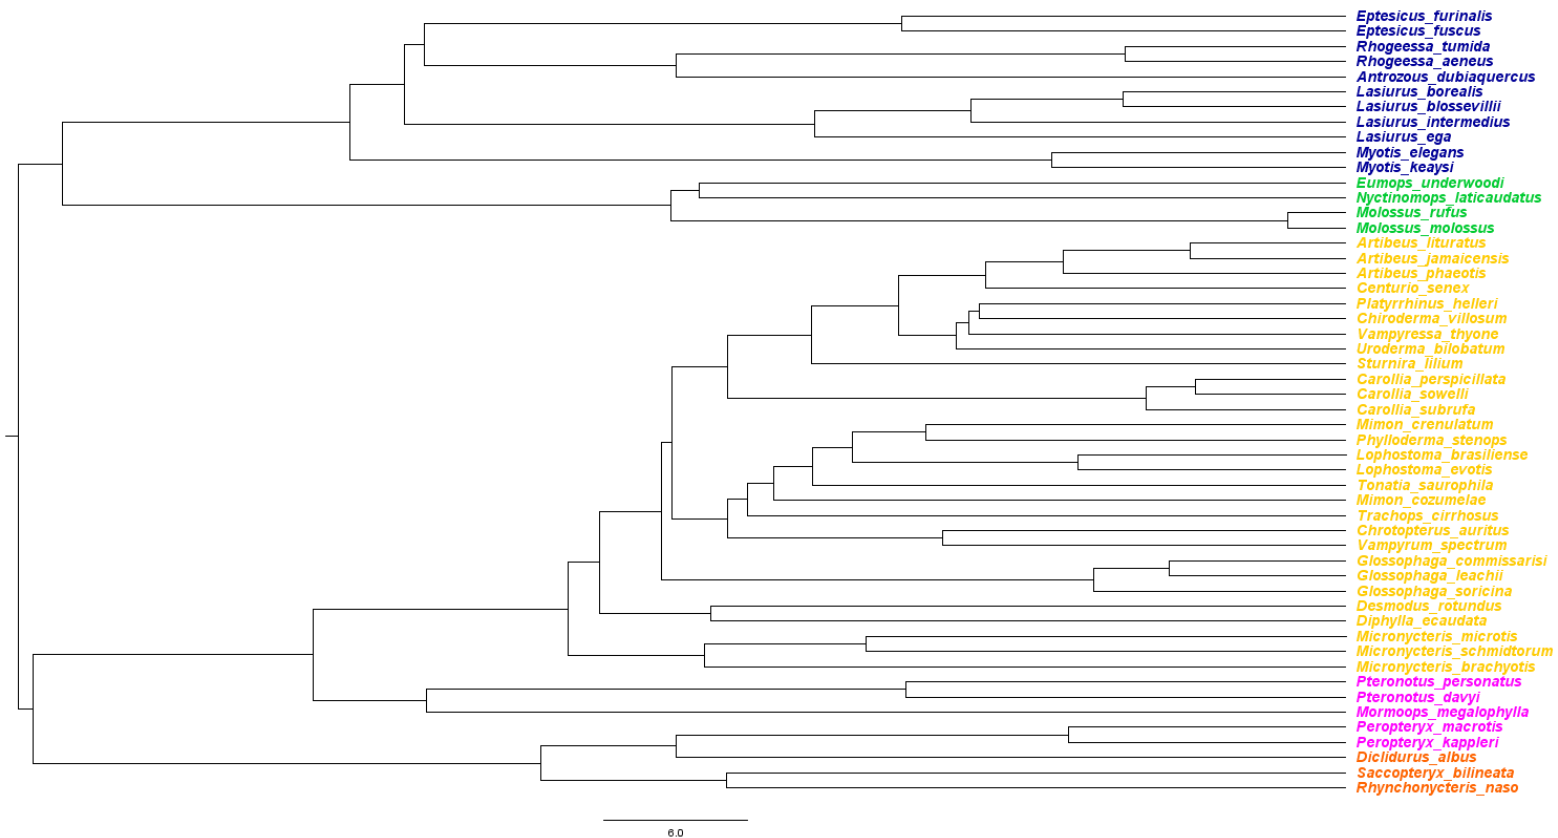 Eptesicus_furinalis
Eptesicus_fuscus
Rhogeessa_tumida
Rhogeessa_aeneus
Antrozous_dubiaquercus
Lasiurus_borealis
Lasiurus_blossevillii
Lasiurus_intermedius
Lasiurus_ega
Myotis_elegans
Myotis_keaysi
Eumops_underwoodi
Nyctinomops_laticaudatus
Molossus_rufus
Molossus_molossus
Artibeus_lituratus
Artibeus_jamaicensis
Artibeus_phaeotis
Centurio_senex
Platyrrhinus_helleri
Chiroderma_villosum
Vampyressa_thyone
Uroderma_bilobatum
Sturnira_lilium
Carollia_perspicillata
Carollia_sowelli
Carollia_subrufa
Mimon_crenulatum
Phylloderma_stenops
Lophostoma_brasiliense
Lophostoma_evotis
Tonatia_saurophila
Mimon_cozumelae
Trachops_cirrhosus
Chrotopterus_auritus
Vampyrum_spectrum
Glossophaga_commissarisi
Glossophaga_leachii
Glossophaga_soricina
Desmodus_rotundus
Diphylla_ecaudata
Micronycteris_microtis
Micronycteris_schmidtorum
Micronycteris_brachyotis
Pteronotus_personatus
Pteronotus_davyi
Mormoops_megalophylla
Peropteryx_macrotis
Peropteryx_kappleri
Diclidurus_albus
Saccopteryx_bilineata
Rhynchonycteris_naso
6.0